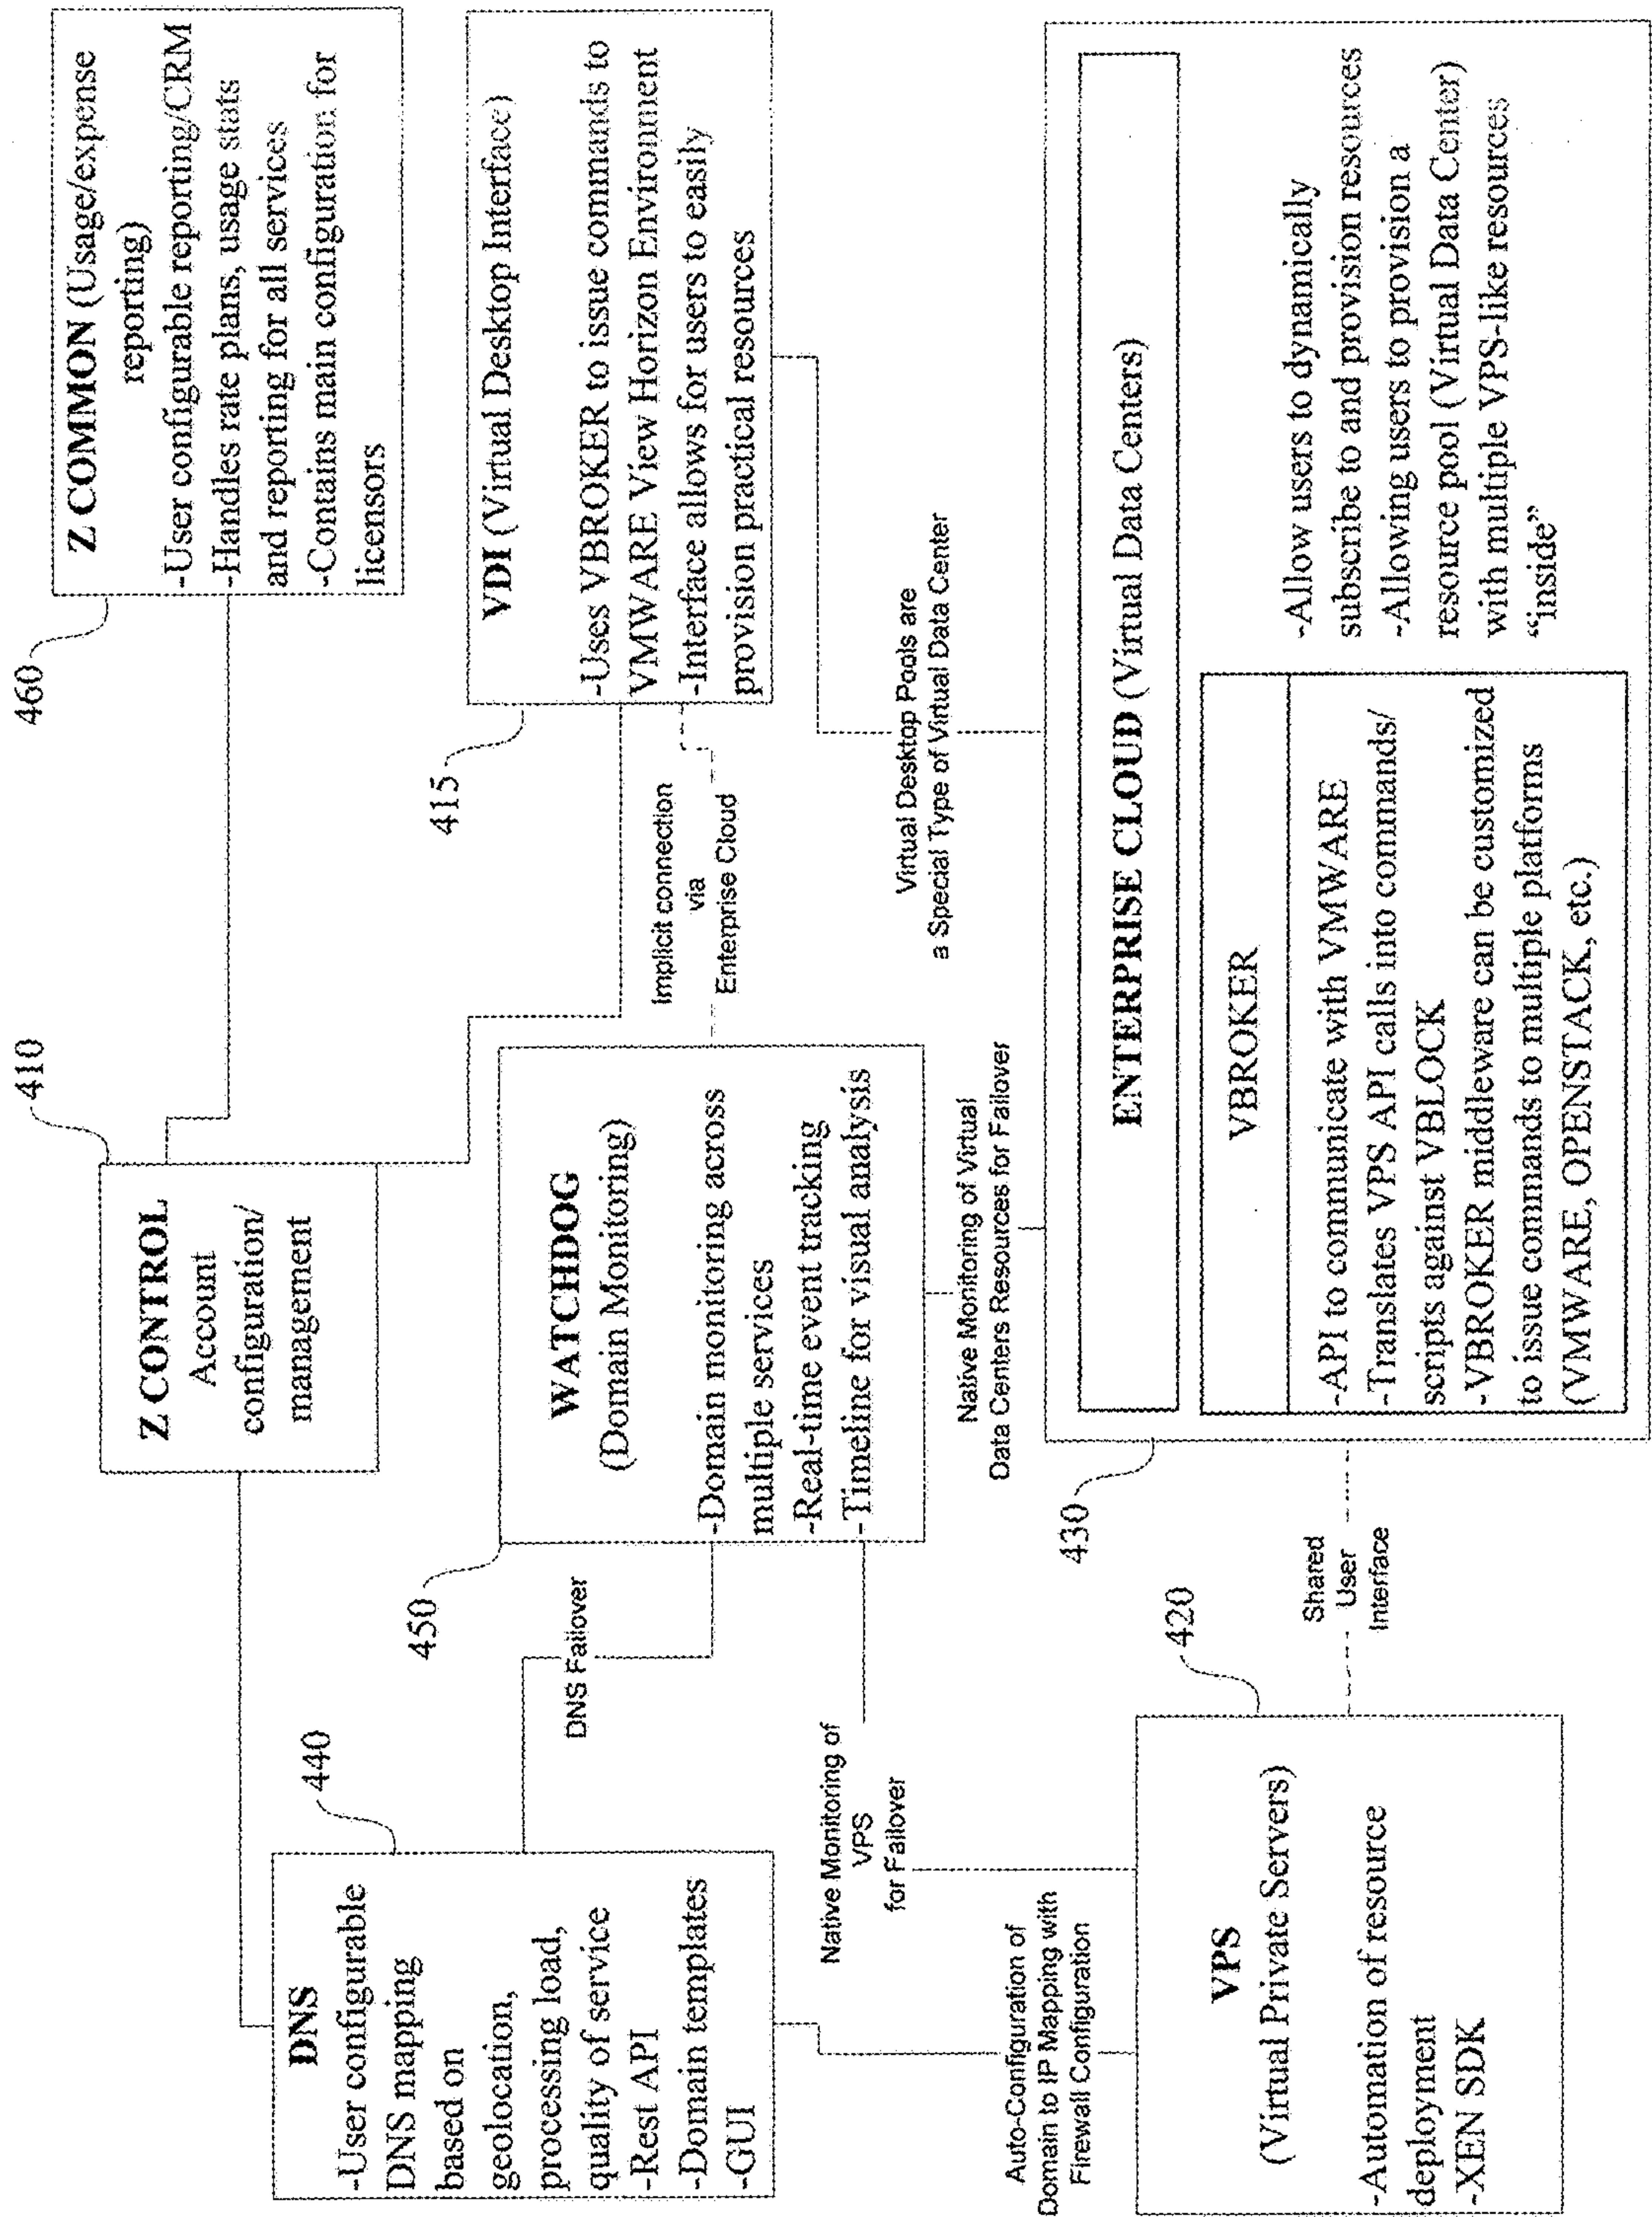 460
Z COMMON (Usage/expense
reporting)
-User configurable reporting/CRM
-Handles rate plans, usage stats
and reporting for all services
-Contains main configuration for
licensors
410
Z CONTROL
Account
configuration/
management
415
VDI (Virtual Desktop Interface)
-Uses VBROKER to issue commands to
VMWARE View Horizon Environment
-Interface allows for users to easily
provision practical resources
440
DNS
-User configurable
DNS mapping
based on
geolocation,
processing load,
quality of service
-Rest API
-Domain templates
-GUI
DNS Failover
450
WATCHDOG
(Domain Monitoring)
-Domain monitoring across
multiple services
-Real-time event tracking
-Timeline for visual analysis
Implicit connection
via
Enterprise Cloud
Native Monitoring of
VPS
for Failover
Native Monitoring of Virtual
Data Centers Resources for Failover
Virtual Desktop Pools are
a Special Type of Virtual Data Center
Auto-Configuration of
Domain to IP Mapping with
Firewall Configuration
420
VPS
(Virtual Private Servers)
-Automation of resource
deployment
-XEN SDK
Shared
User
Interface
430
ENTERPRISE CLOUD (Virtual Data Centers)
VBROKER
-API to communicate with VMWARE
-Translates VPS API calls into commands/
scripts against VBLOCK
-VBROKER middleware can be customized
to issue commands to multiple platforms
(VMWARE, OPENSTACK, etc.)
-Allow users to dynamically
subscribe to and provision resources
-Allowing users to provision a
resource pool (Virtual Data Center)
with multiple VPS-like resources
“inside”